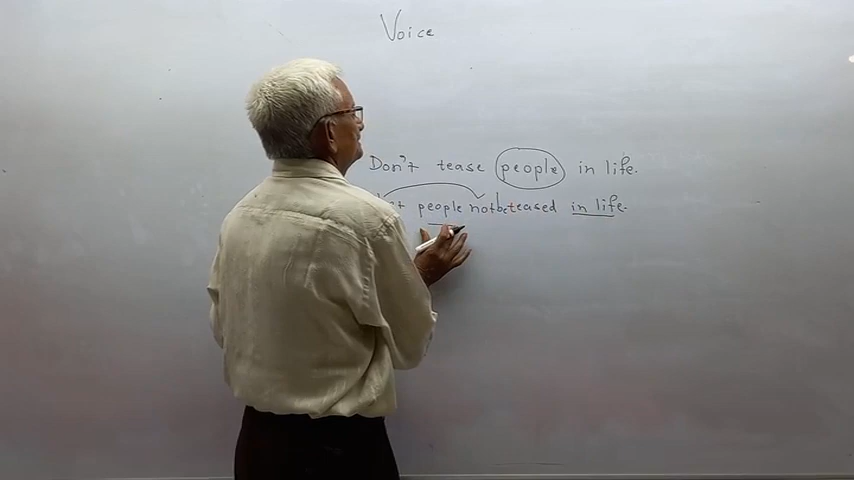 Voice
Don't tease people in life.
people not be teased in life.